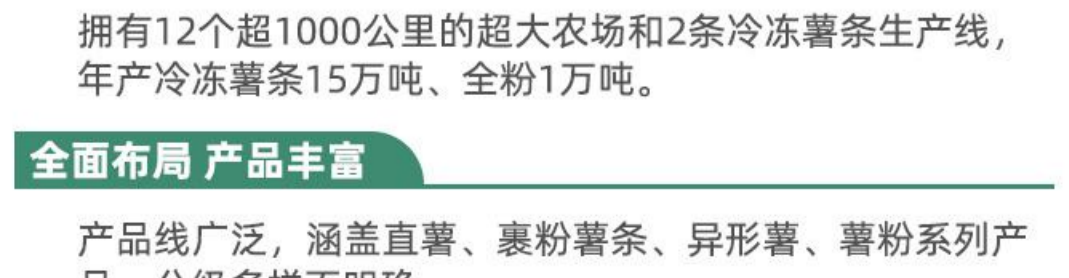 拥有12个超1000公里的超大农场和2条冷冻薯条生产线，
年产冷冻薯条15万吨、全粉1万吨。
全面布局 产品丰富
产品线广泛，涵盖直薯、裹粉薯条、异形薯、薯粉系列产